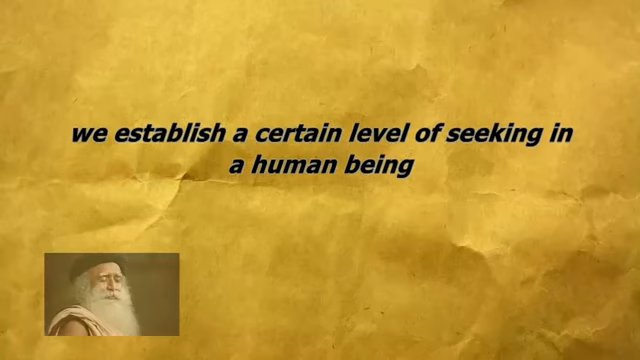 we establish a certain level of seeking in
a human being